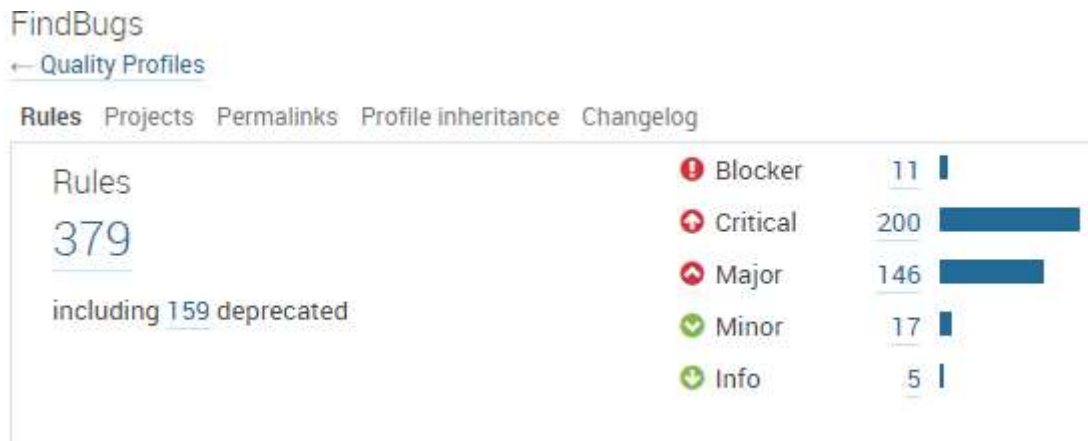 FindBugs
← Quality Profiles
Rules Projects Permalinks Profile inheritance Changelog
Rules
379
including 159 deprecated
Blocker 11
Critical 200
Major 146
Minor 17
Info 5